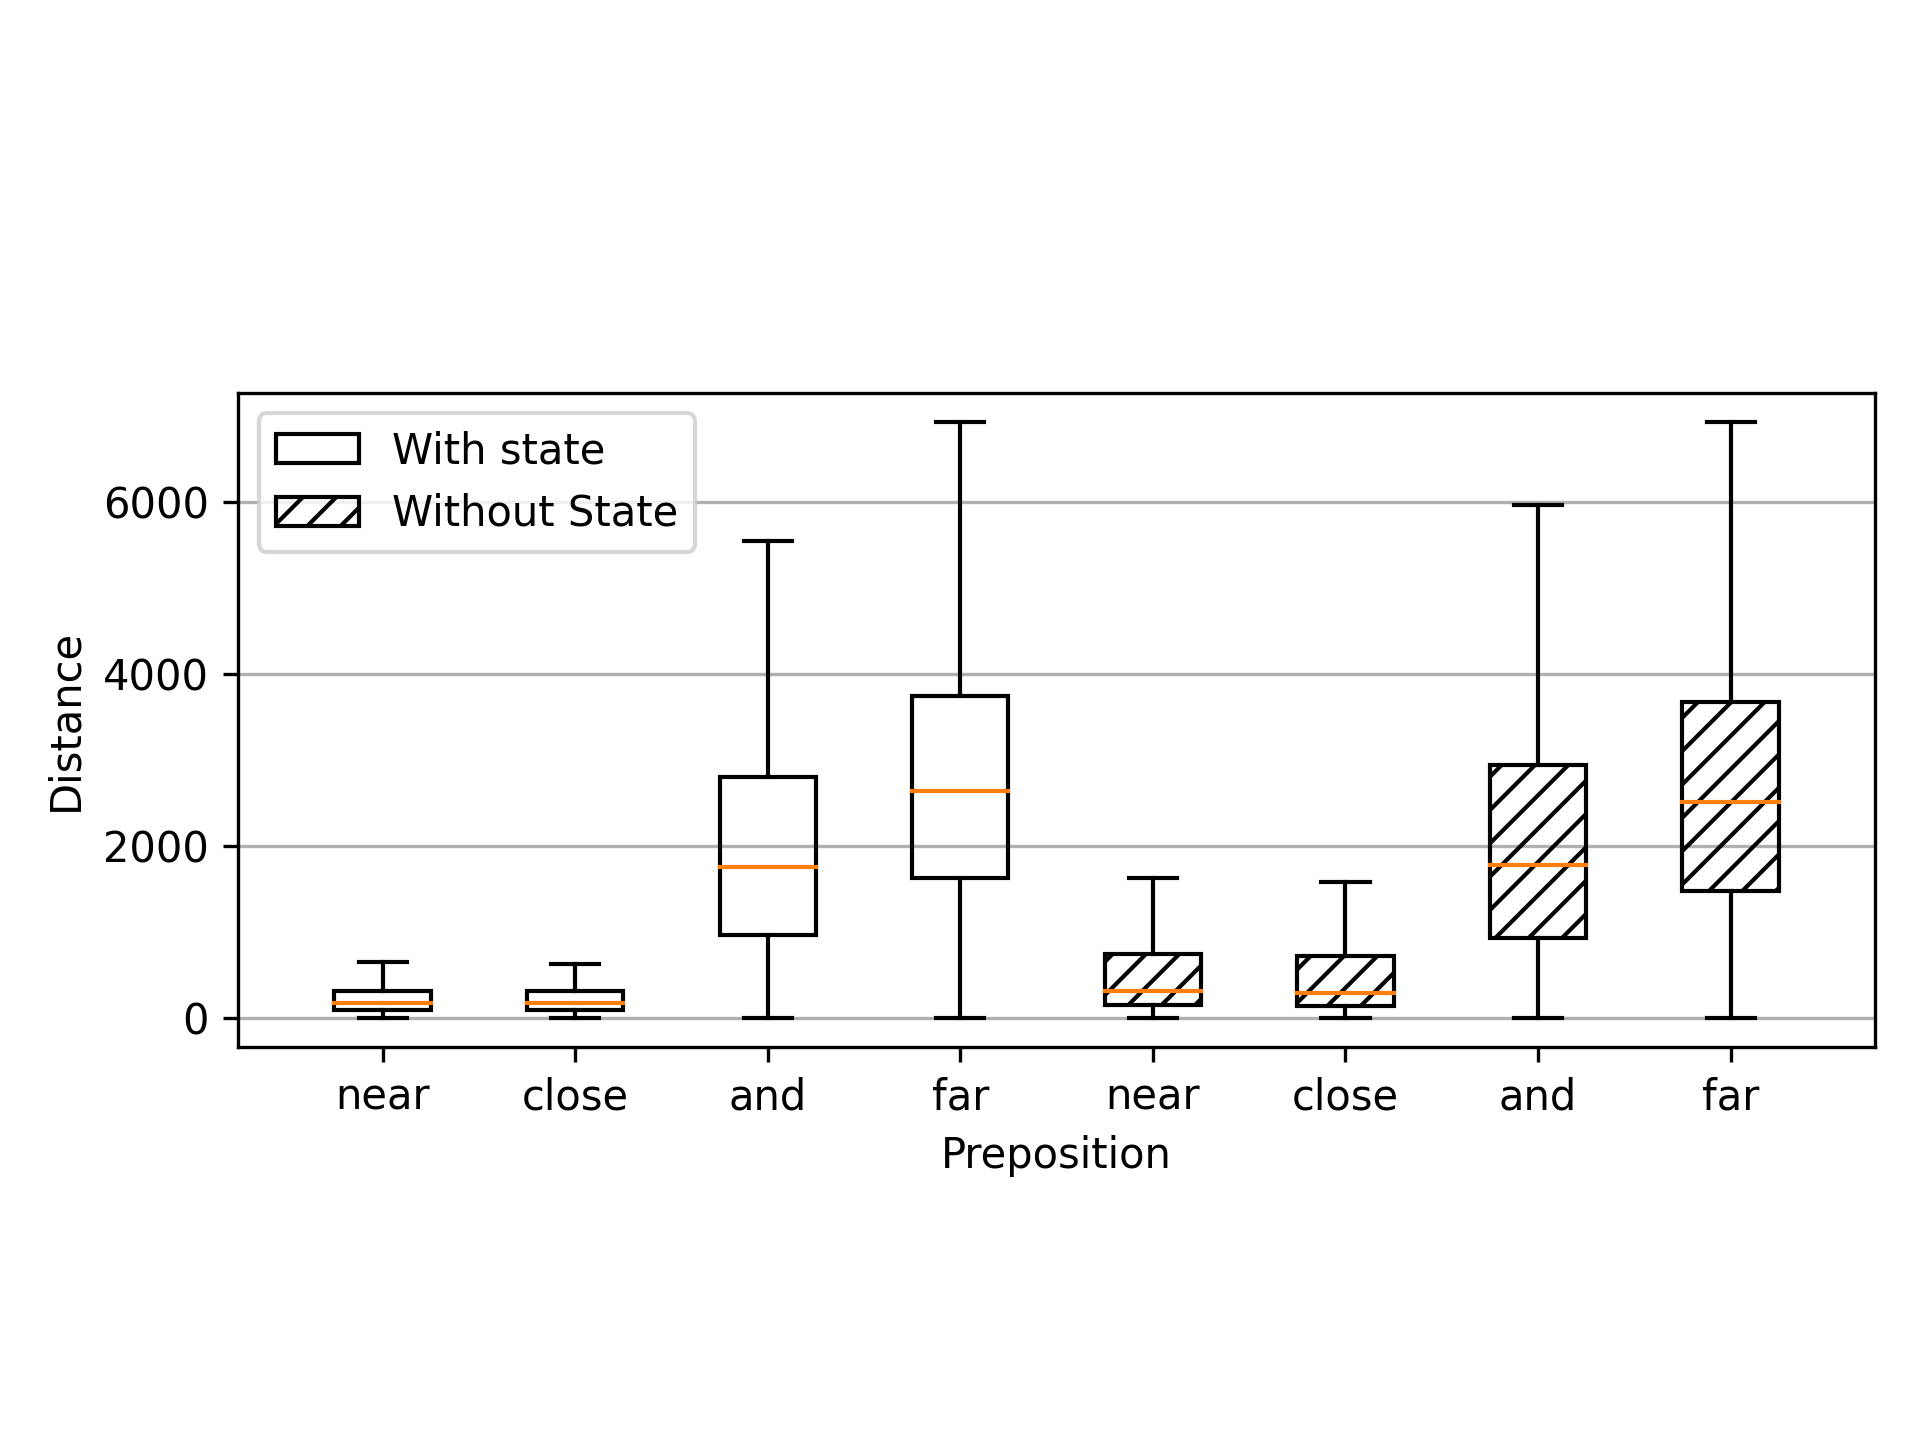 With state
Without State
6000
4000
2000
0
Distance
near close and far near close and far
Preposition